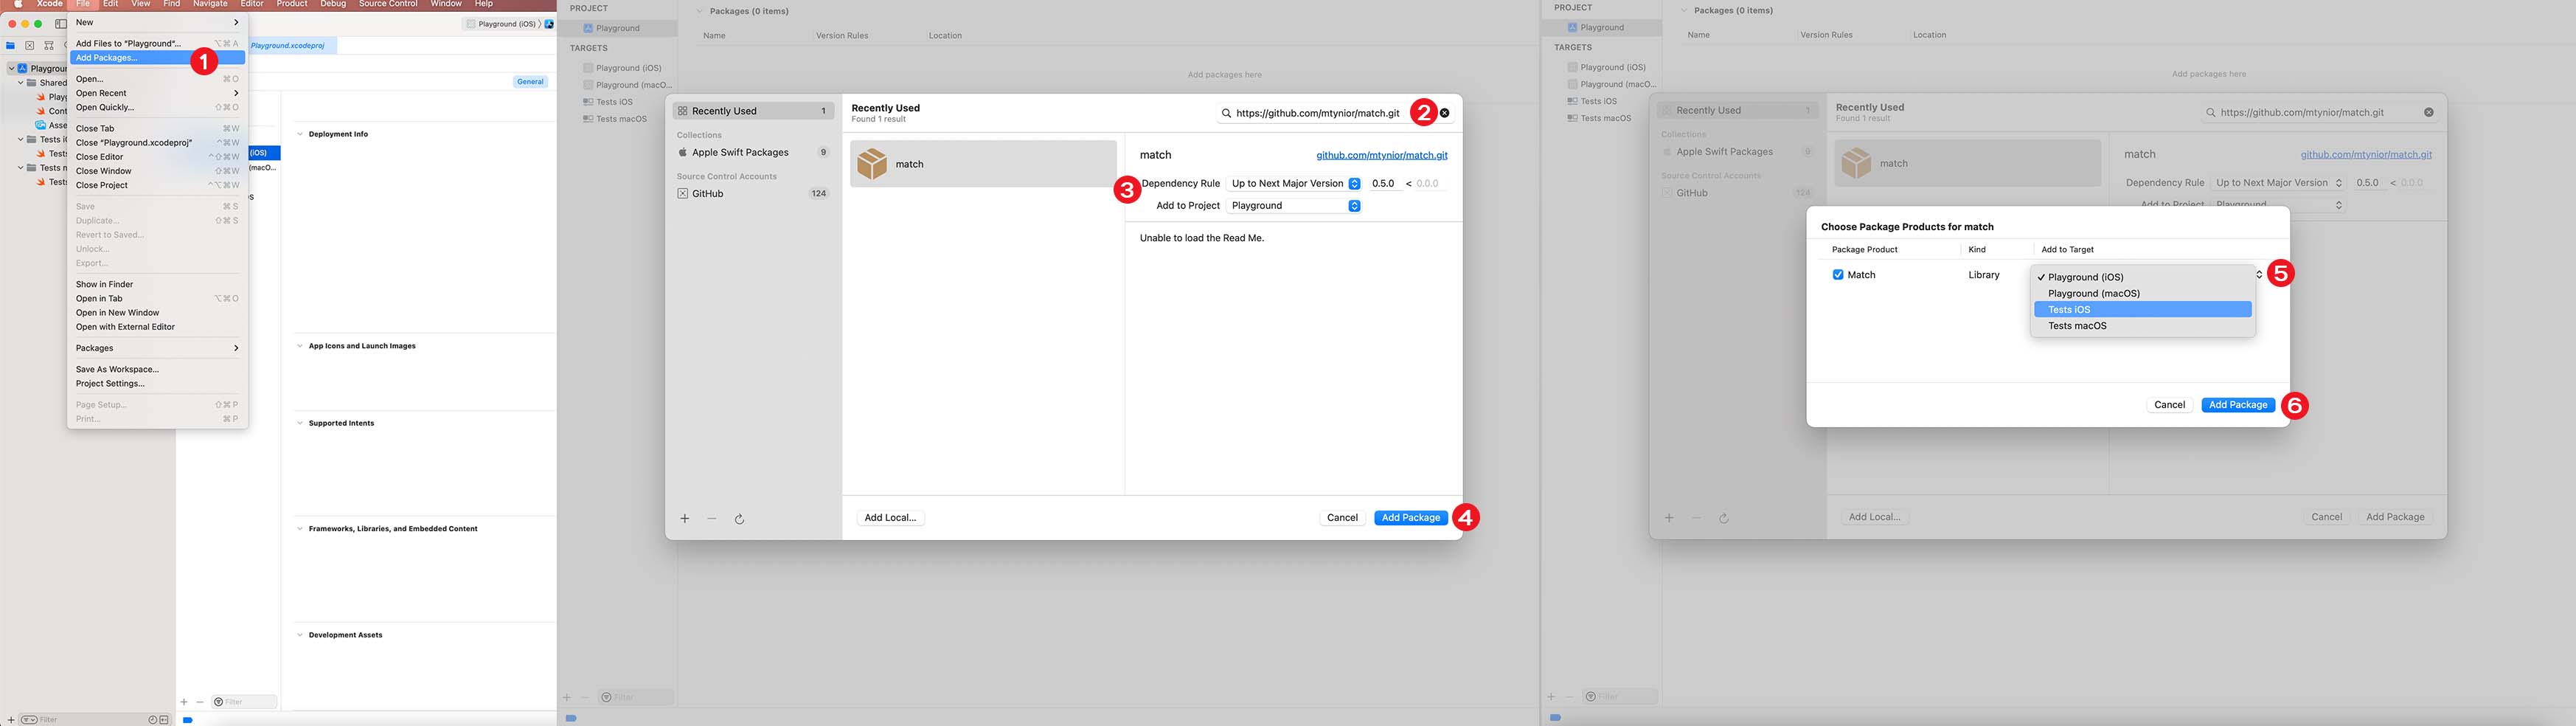 Xcode File Edit View Find Navigate Editor Product Debug Source Control Window Help
Playground (iOS)
New
Add Files to "Playground"... ⌥⌘A
Playground.xcodeproj
Add Packages... 1
Shared
General
Open... ⌘O
Open Recent
Open Quickly... ⇧⌘O
Close Tab ⌘W
Close "Playground.xcodeproj" ^⌘W
Close Editor ^⇧⌘W
Close Window ⇧⌘W
Close Project ^⌥⌘W
Save ⌘S
Duplicate... ⇧⌘S
Revert to Saved...
Unlock...
Export...
Show in Finder
Open in Tab ⌥⌘O
Open in New Window
Open with External Editor
Packages
Save As Workspace...
Project Settings...
Page Setup... ⇧⌘P
Print... ⌘P
(iOS)
Deployment Info
App Icons and Launch Images
Supported Intents
Frameworks, Libraries, and Embedded Content
Development Assets
Filter
Filter
PROJECT
Playground
TARGETS
Playground (iOS)
Playground (mac...
Tests iOS
Tests macOS
Packages (0 items)
Name Version Rules Location
Add packages here
Recently Used 1
Collections
Apple Swift Packages 9
Source Control Accounts
GitHub 124
Recently Used
Found 1 result
https://github.com/mtynior/match.git 2
match
match github.com/mtynior/match.git
3 Dependency Rule Up to Next Major Version 0.5.0 < 0.0.0
Add to Project Playground
Unable to load the Read Me.
Add Local... Cancel Add Package 4
Filter
PROJECT
Playground
TARGETS
Playground (iOS)
Playground (macO...
Tests iOS
Tests macOS
Packages (0 items)
Name Version Rules Location
Add packages here
Recently Used 1
Collections
Apple Swift Packages 9
Source Control Accounts
GitHub 124
Recently Used
Found 1 result
https://github.com/mtynior/match.git
match
match github.com/mtynior/match.git
Dependency Rule Up to Next Major Version 0.5.0 < 0.0.0
Add to Project Playground
Choose Package Products for match
Package Product Kind Add to Target
Match Library
✓ Playground (iOS) 5
Playground (macOS)
Tests iOS
Tests macOS
Cancel Add Package 6
Add Local... Cancel Add Package
Filter